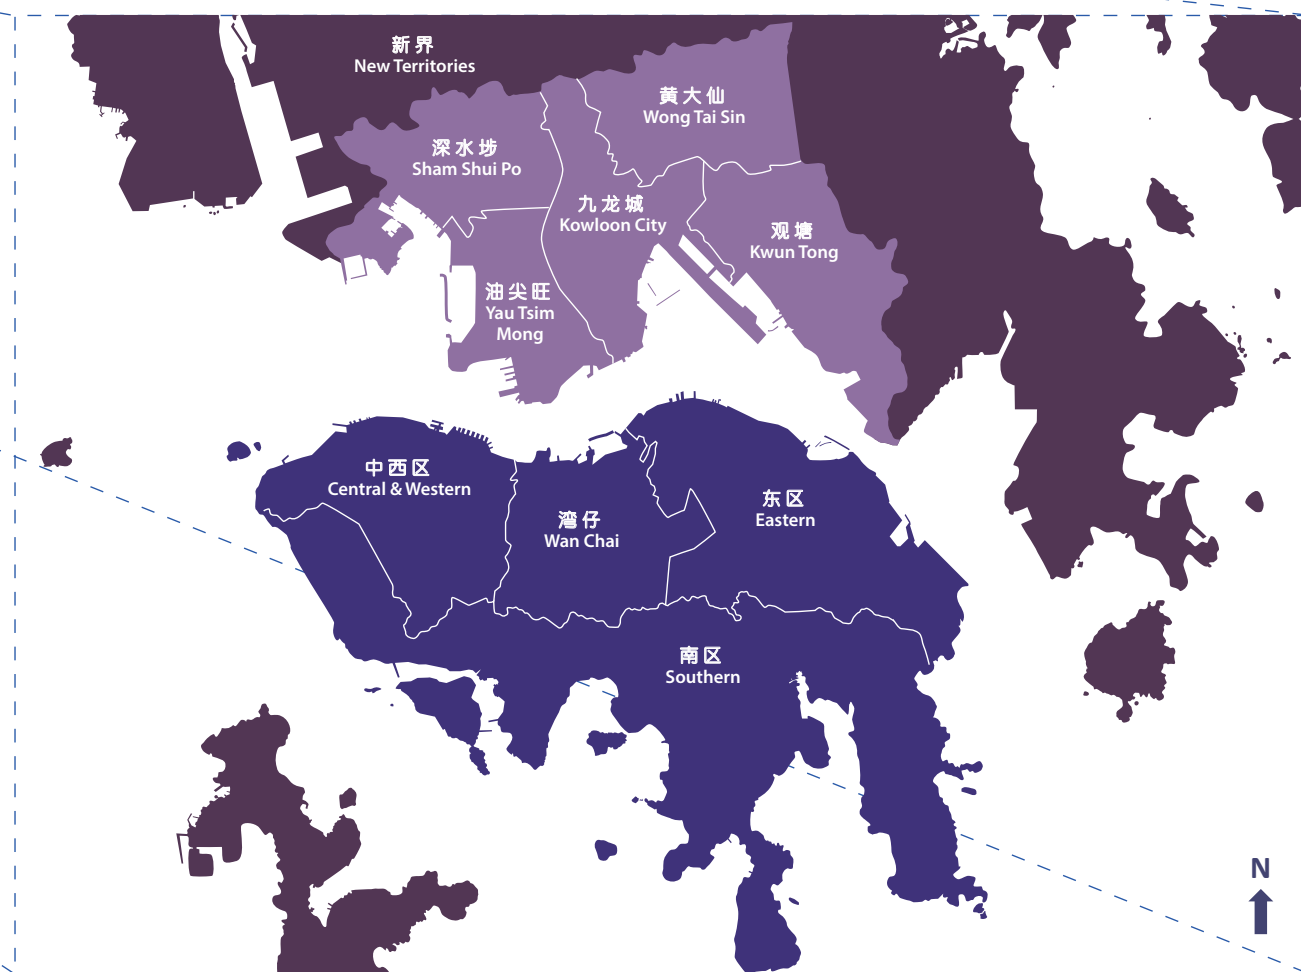 新界
New Territories
黄大仙
Wong Tai Sin
深水埗
Sham Shui Po
九龙城
Kowloon City
观塘
Kwun Tong
油尖旺
Yau Tsim
Mong
中西区
Central & Western
湾仔
Wan Chai
东区
Eastern
南区
Southern
N